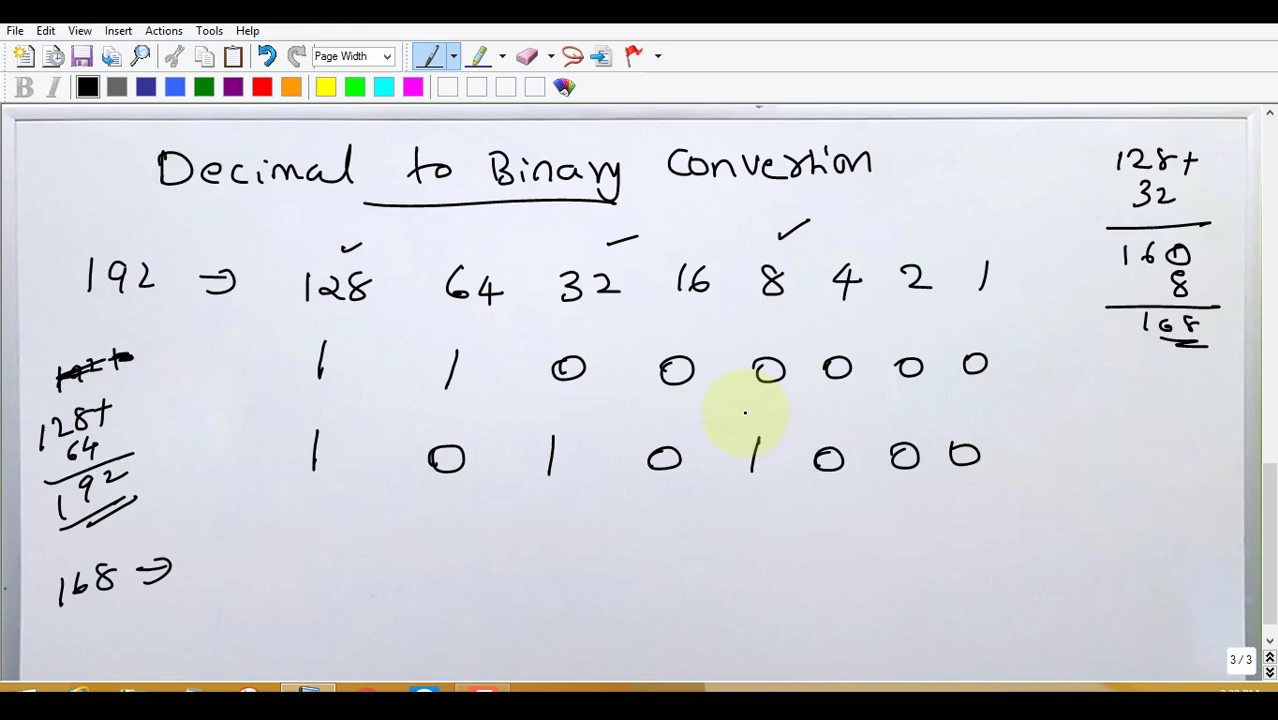 File Edit View Insert Actions Tools Help
Page Width
B I
Decimal to Binary Convertion
128+
32
160
8
168
192 ⇒ 128 64 32 16 8 4 2 1
1 1 0 0 0 0 0 0
128+
64
192
1 0 1 0 1 0 0 0
168 ⇒
3 / 3